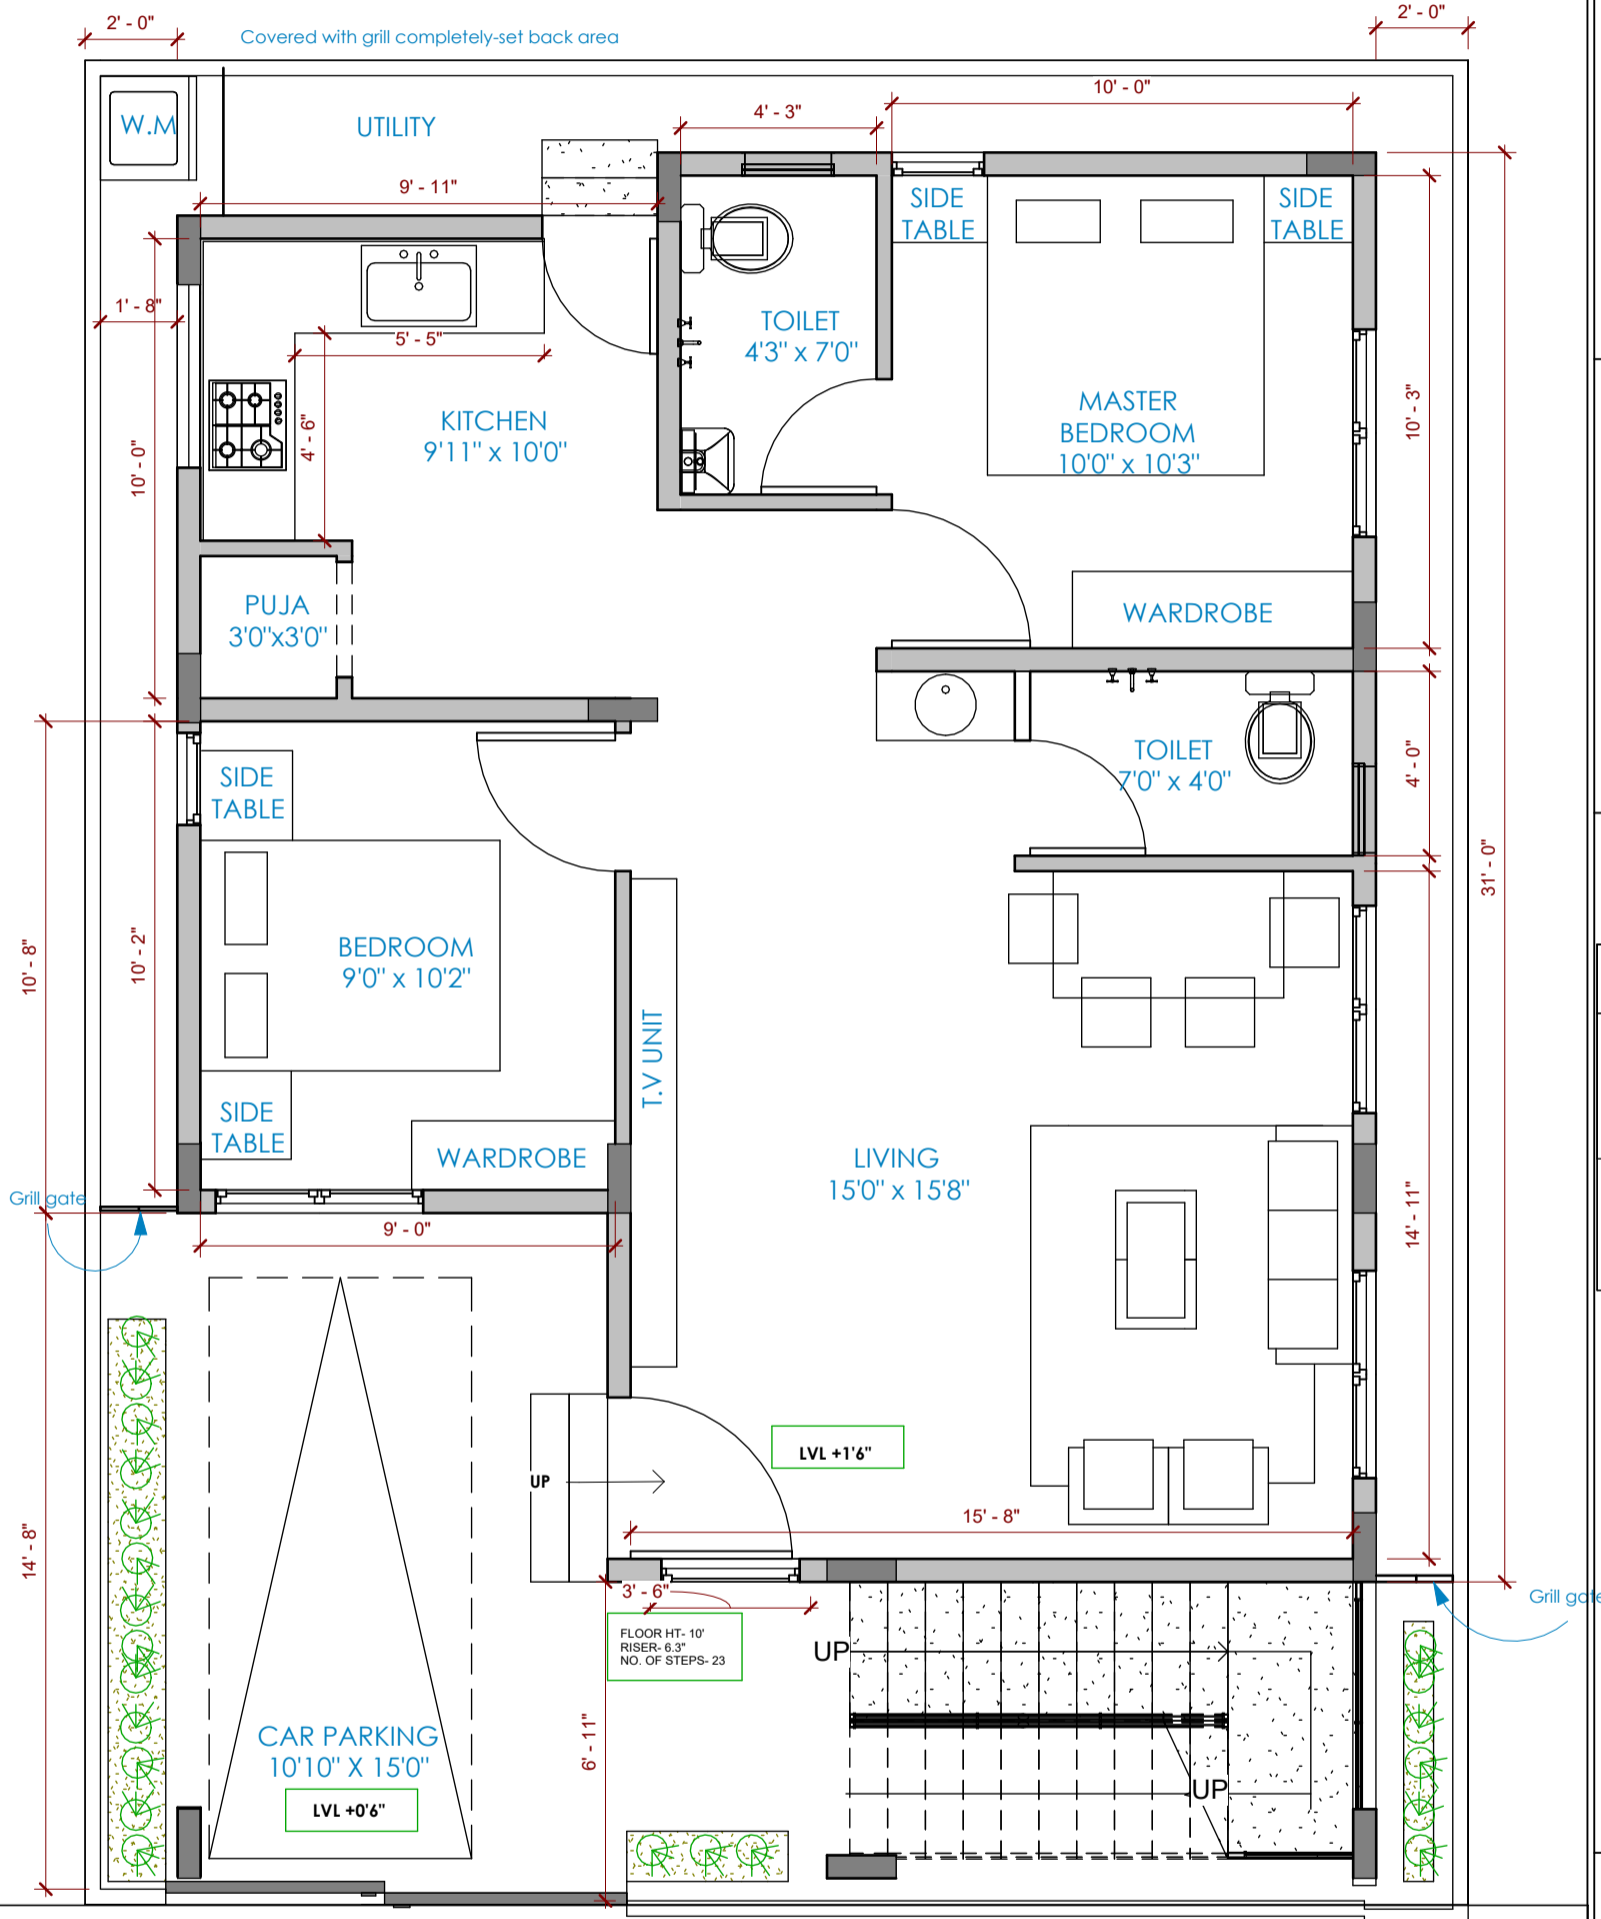 2' - 0"
2' - 0"
Covered with grill completely-set back area
10' - 0"
4' - 3"
W.M
UTILITY
9' - 11"
SIDE
TABLE
SIDE
TABLE
1' - 8"
5' - 5"
TOILET
4'3" x 7'0"
KITCHEN
9'11" x 10'0"
4' - 6"
10' - 0"
MASTER
BEDROOM
10'0" x 10'3"
10' - 3"
PUJA
3'0"x3'0"
WARDROBE
SIDE
TABLE
TOILET
7'0" x 4'0"
4' - 0"
31' - 0"
10' - 8"
10' - 2"
BEDROOM
9'0" x 10'2"
T.V UNIT
SIDE
TABLE
WARDROBE
LIVING
15'0" x 15'8"
14' - 11"
Grill gate
9' - 0"
LVL +1'6"
UP
15' - 8"
14' - 8"
3' - 6"
Grill gate
FLOOR HT- 10'
RISER- 6.3"
NO. OF STEPS- 23
UP
6' - 11"
CAR PARKING
10'10" X 15'0"
UP
LVL +0'6"